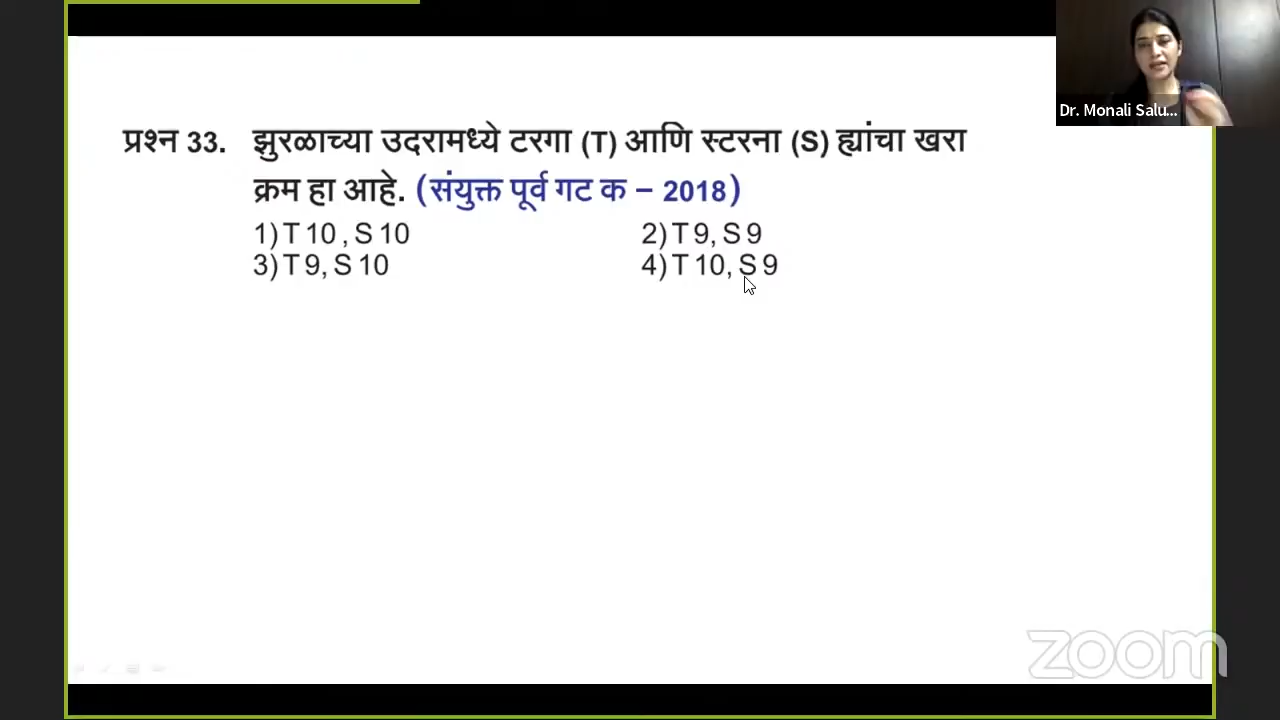 Dr. Monali Salu...
प्रश्न 33. झुरळाच्या उदरामध्ये टरगा (T) आणि स्टरना (S) ह्यांचा खरा
क्रम हा आहे. (संयुक्त पूर्व गट क – 2018)
1) T 10 , S 10 2) T 9, S 9
3) T 9, S 10 4) T 10, S 9
zoom